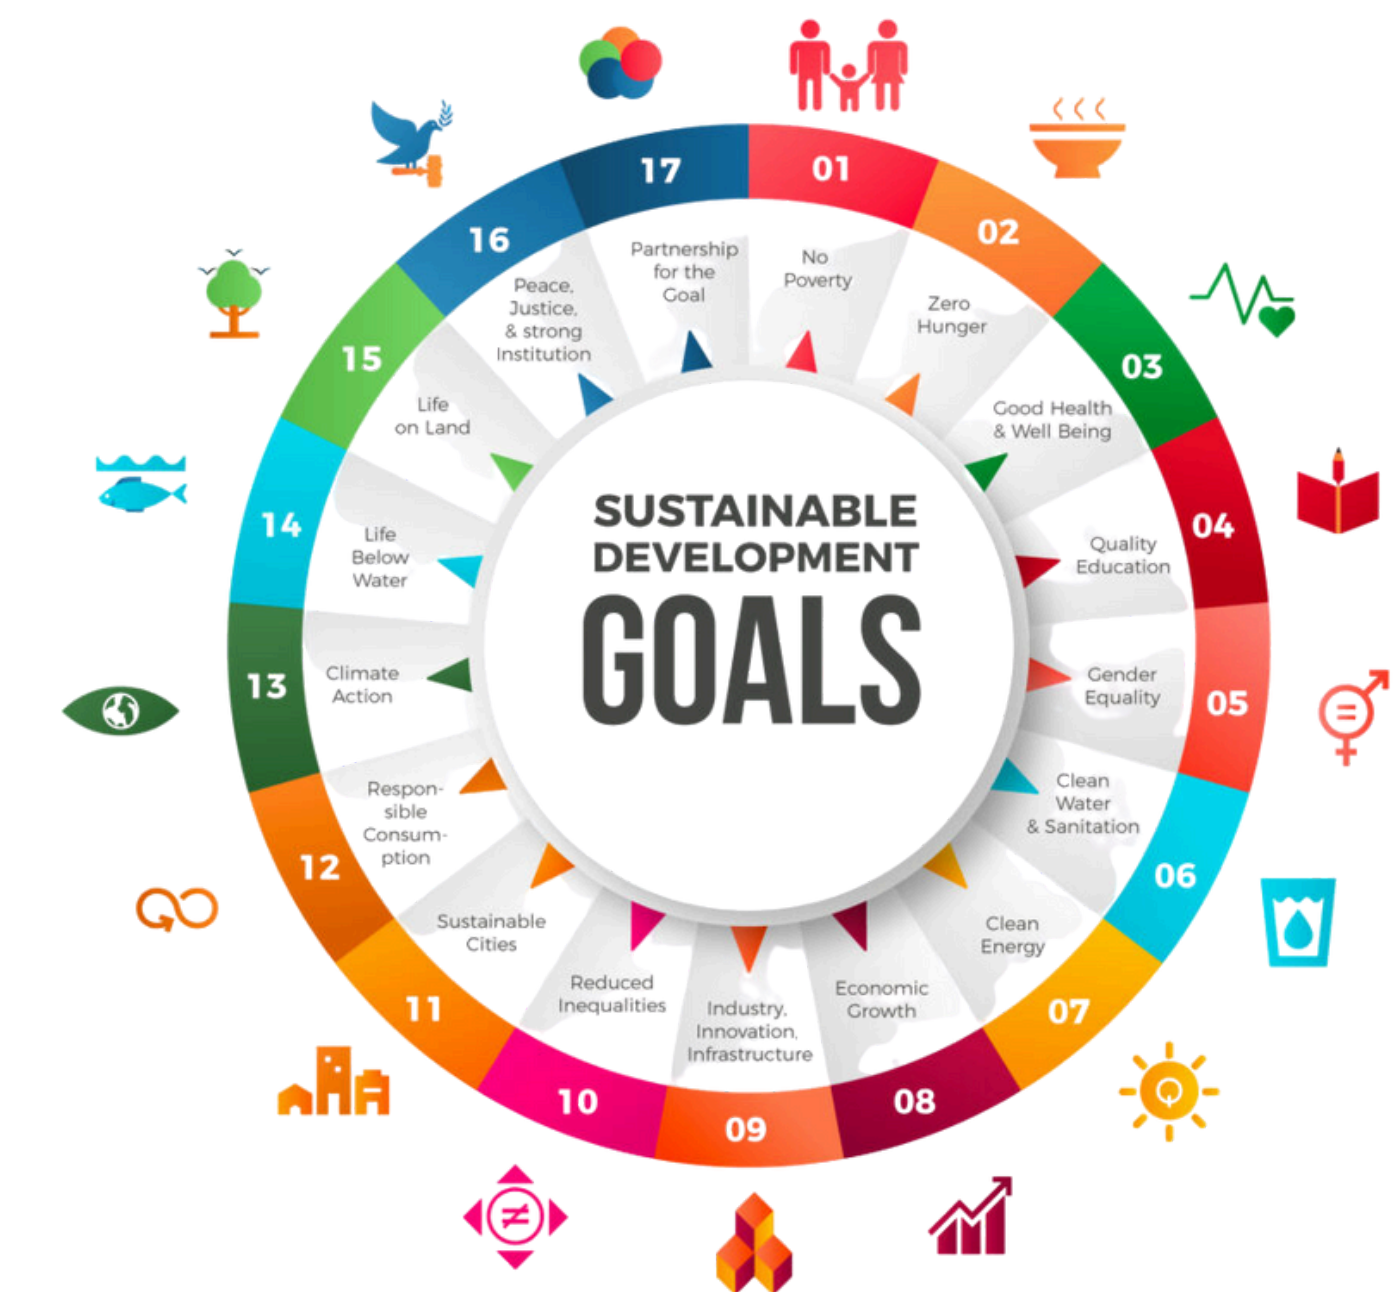 SUSTAINABLE
DEVELOPMENT
GOALS
01
No
Poverty
02
Zero
Hunger
03
Good Health
& Well Being
04
Quality
Education
05
Gender
Equality
06
Clean
Water
& Sanitation
07
Clean
Energy
08
Economic
Growth
09
Industry,
Innovation,
Infrastructure
10
Reduced
Inequalities
11
Sustainable
Cities
12
Respon-
sible
Consum-
ption
13
Climate
Action
14
Life
Below
Water
15
Life
on Land
16
Peace,
Justice,
& strong
Institution
17
Partnership
for the
Goal